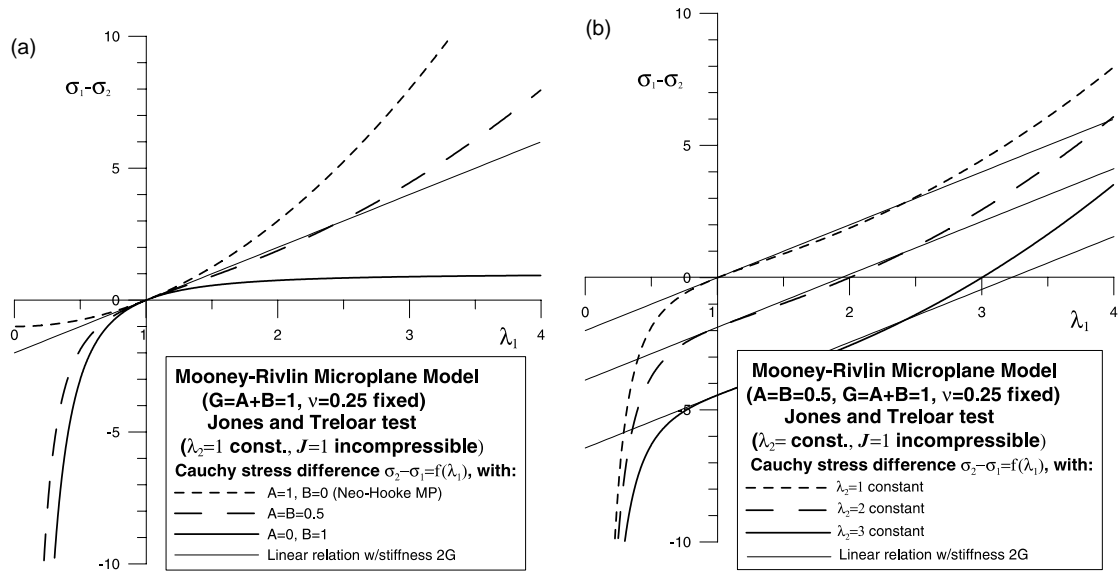 (a)
10
σ₁-σ₂
5
0
0
1
2
3
4
λ₁
-5
-10
Mooney-Rivlin Microplane Model
(G=A+B=1, ν=0.25 fixed)
Jones and Treloar test
(λ₂=1 const., J=1 incompressible)
Cauchy stress difference σ₂-σ₁=f(λ₁), with:
A=1, B=0 (Neo-Hooke MP)
A=B=0.5
A=0, B=1
Linear relation w/stiffness 2G
(b)
10
σ₁-σ₂
5
0
0
1
2
3
4
λ₁
-5
-10
Mooney-Rivlin Microplane Model
(A=B=0.5, G=A+B=1, ν=0.25 fixed)
Jones and Treloar test
(λ₂= const., J=1 incompressible)
Cauchy stress difference σ₂-σ₁=f(λ₁), with:
λ₂=1 constant
λ₂=2 constant
λ₂=3 constant
Linear relation w/stiffness 2G